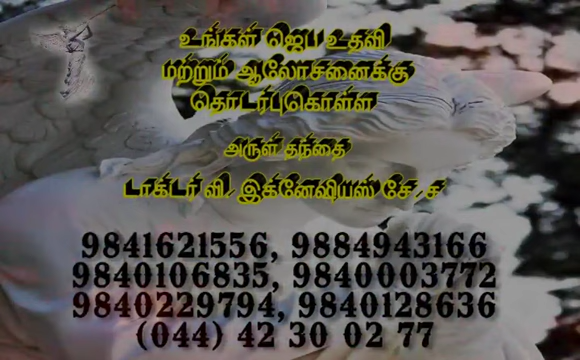 உங்கள் ஜெப உதவி
மற்றும் ஆலோசனைக்கு
தொடர்புகொள்ள
அருள் தந்தை
டாக்டர் வி. இக்னேஷியஸ் சே.ச
9841621556, 9884943166
9840106835, 9840003772
9840229794, 9840128636
(044) 42 30 02 77